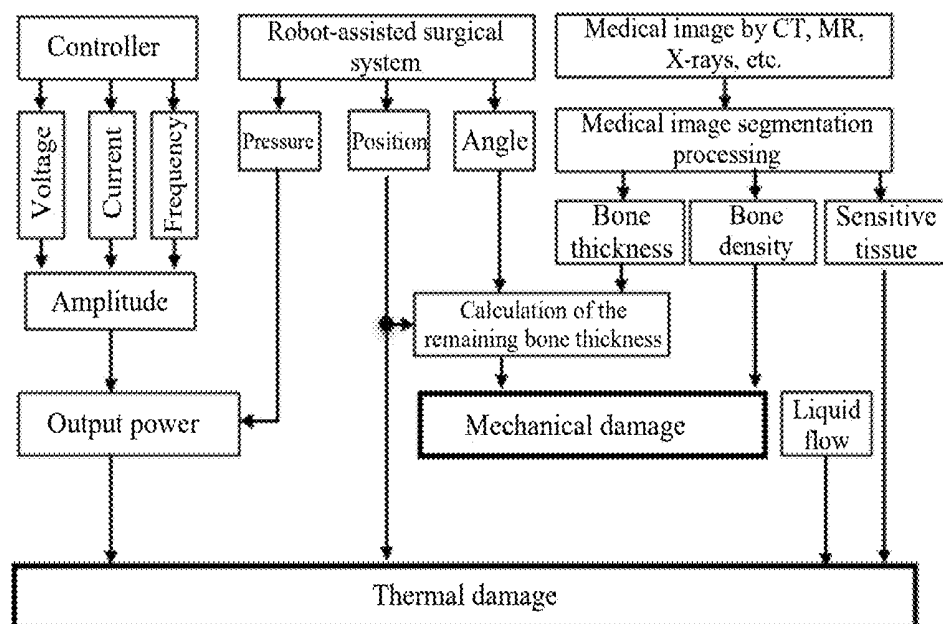 Controller
Robot-assisted surgical
system
Medical image by CT, MR,
X-rays, etc.
Voltage
Current
Frequency
Pressure
Position
Angle
Medical image segmentation
processing
Bone
thickness
Bone
density
Sensitive
tissue
Amplitude
Calculation of the
remaining bone thickness
Output power
Mechanical damage
Liquid
flow
Thermal damage